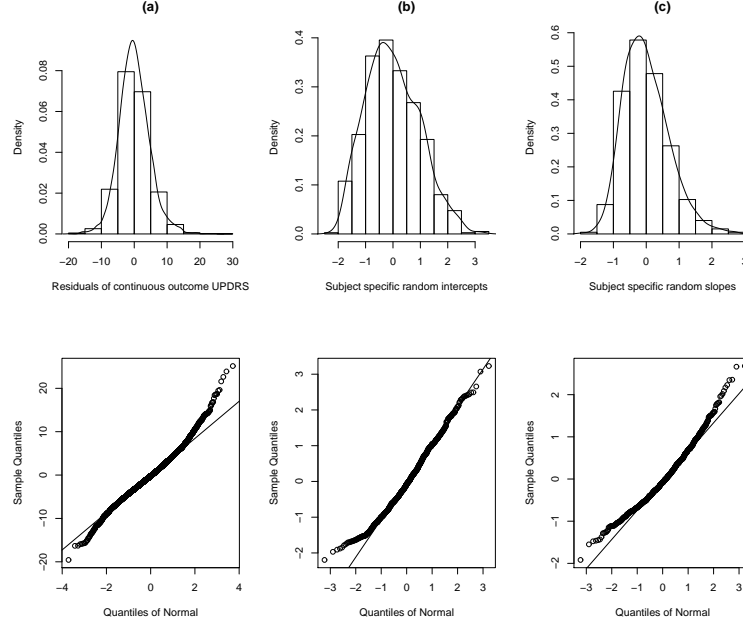 (a)
Density
0.00 0.02 0.04 0.06 0.08
−20 −10 0 10 20 30
Residuals of continuous outcome UPDRS
(b)
Density
0.0 0.1 0.2 0.3 0.4
−2 −1 0 1 2 3
Subject specific random intercepts
(c)
Density
0.0 0.1 0.2 0.3 0.4 0.5 0.6
−2 −1 0 1 2 3
Subject specific random slopes
Sample Quantiles
−20 −10 0 10 20
−4 −2 0 2 4
Quantiles of Normal
Sample Quantiles
−2 −1 0 1 2 3
−3 −2 −1 0 1 2 3
Quantiles of Normal
Sample Quantiles
−2 −1 0 1 2
−3 −2 −1 0 1 2 3
Quantiles of Normal